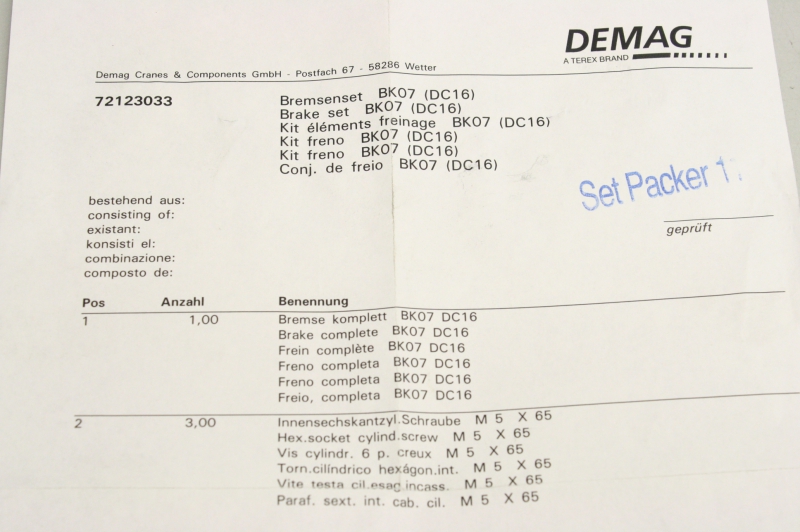 DEMAG
A TEREX BRAND
Demag Cranes & Components GmbH - Postfach 67 - 58286 Wetter
72123033
Bremsenset BK07 (DC16)
Brake set BK07 (DC16)
Kit éléments freinage BK07 (DC16)
Kit freno BK07 (DC16)
Kit freno BK07 (DC16)
Conj. de freio BK07 (DC16)
Set Packer
geprüft
bestehend aus:
consisting of:
existant:
konsisti el:
combinazione:
composto de:
Pos Anzahl Benennung
1 1,00 Bremse komplett BK07 DC16
Brake complete BK07 DC16
Frein complète BK07 DC16
Freno completa BK07 DC16
Freno completa BK07 DC16
Freio, completa BK07 DC16
2 3,00 Innensechskantzyl.Schraube M 5 X 65
Hex.socket cylind.screw M 5 X 65
Vis cylindr. 6 p. creux M 5 X 65
Torn.cilíndrico hexágon.int. M 5 X 65
Vite testa cil.esag.incass. M 5 X 65
Paraf. sext. int. cab. cil. M 5 X 65